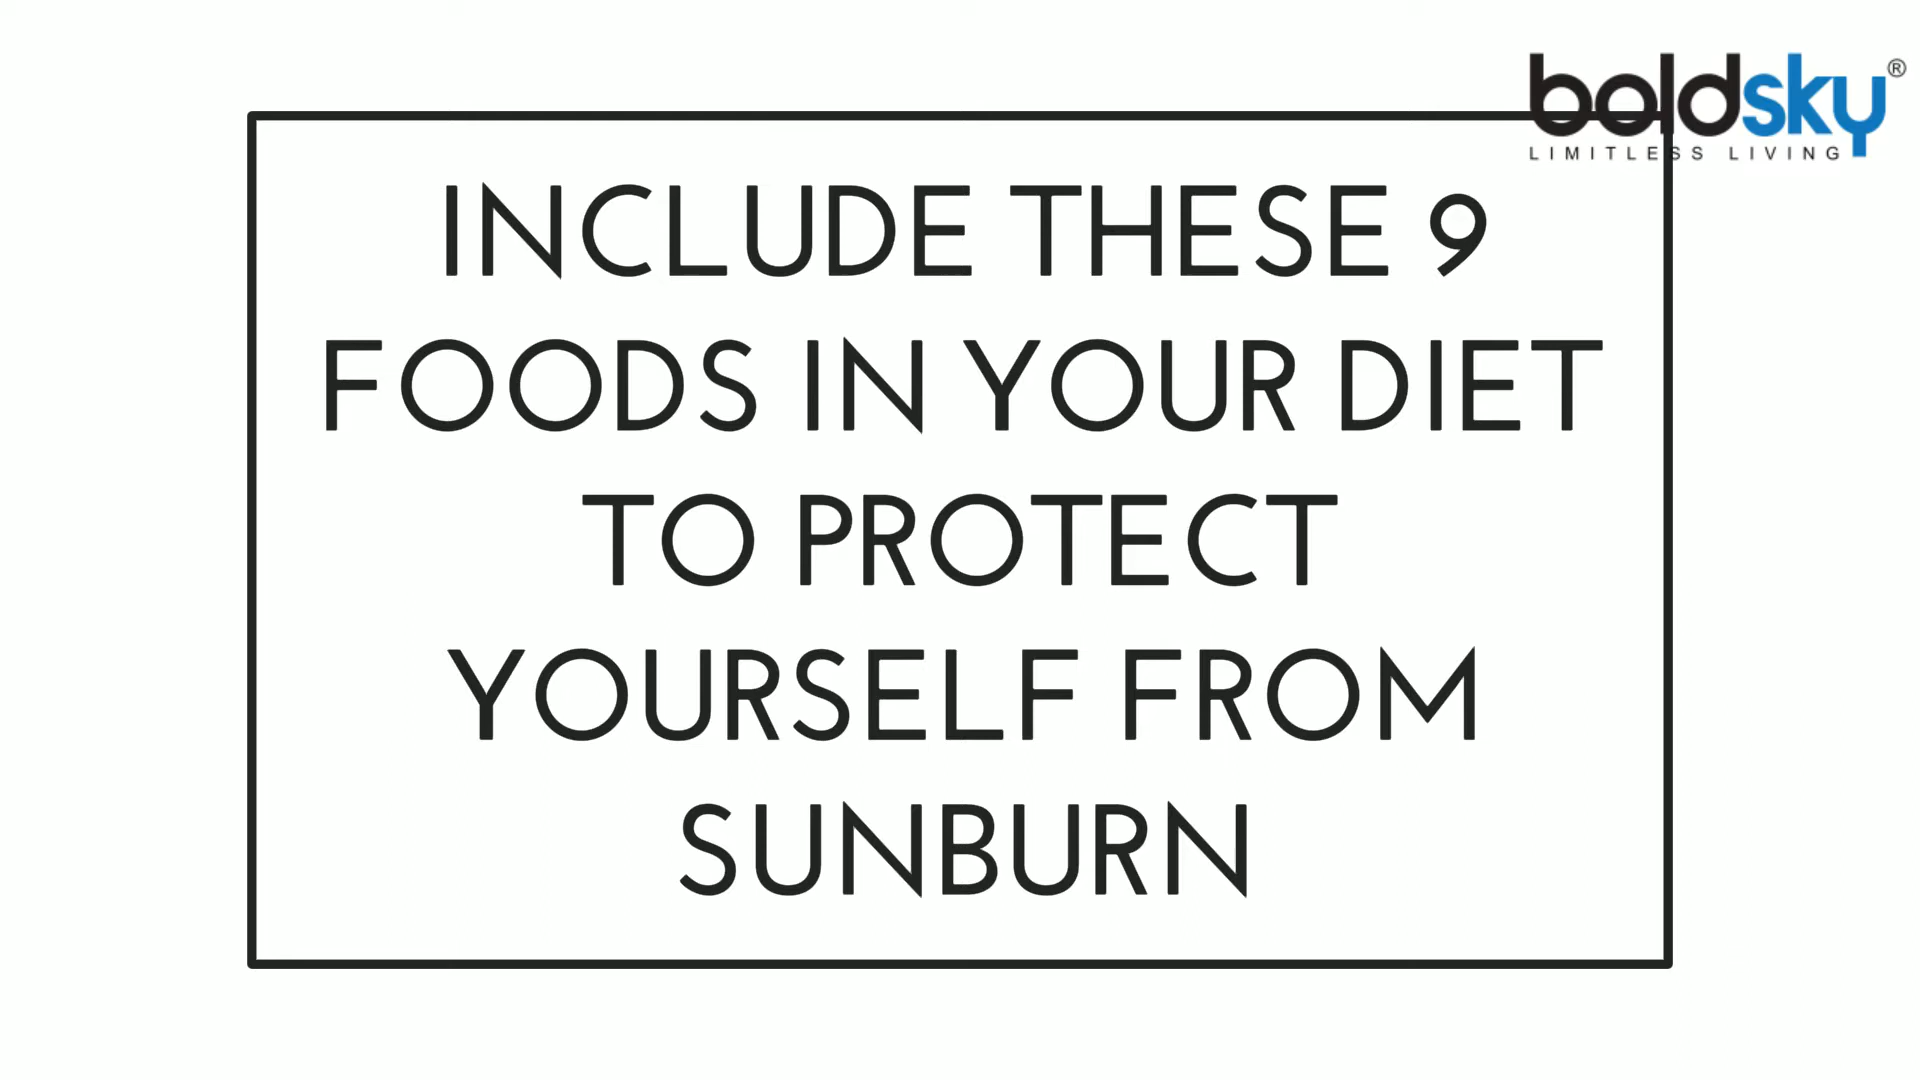 boldsky®
LIMITLESS LIVING
INCLUDE THESE 9
FOODS IN YOUR DIET
TO PROTECT
YOURSELF FROM
SUNBURN